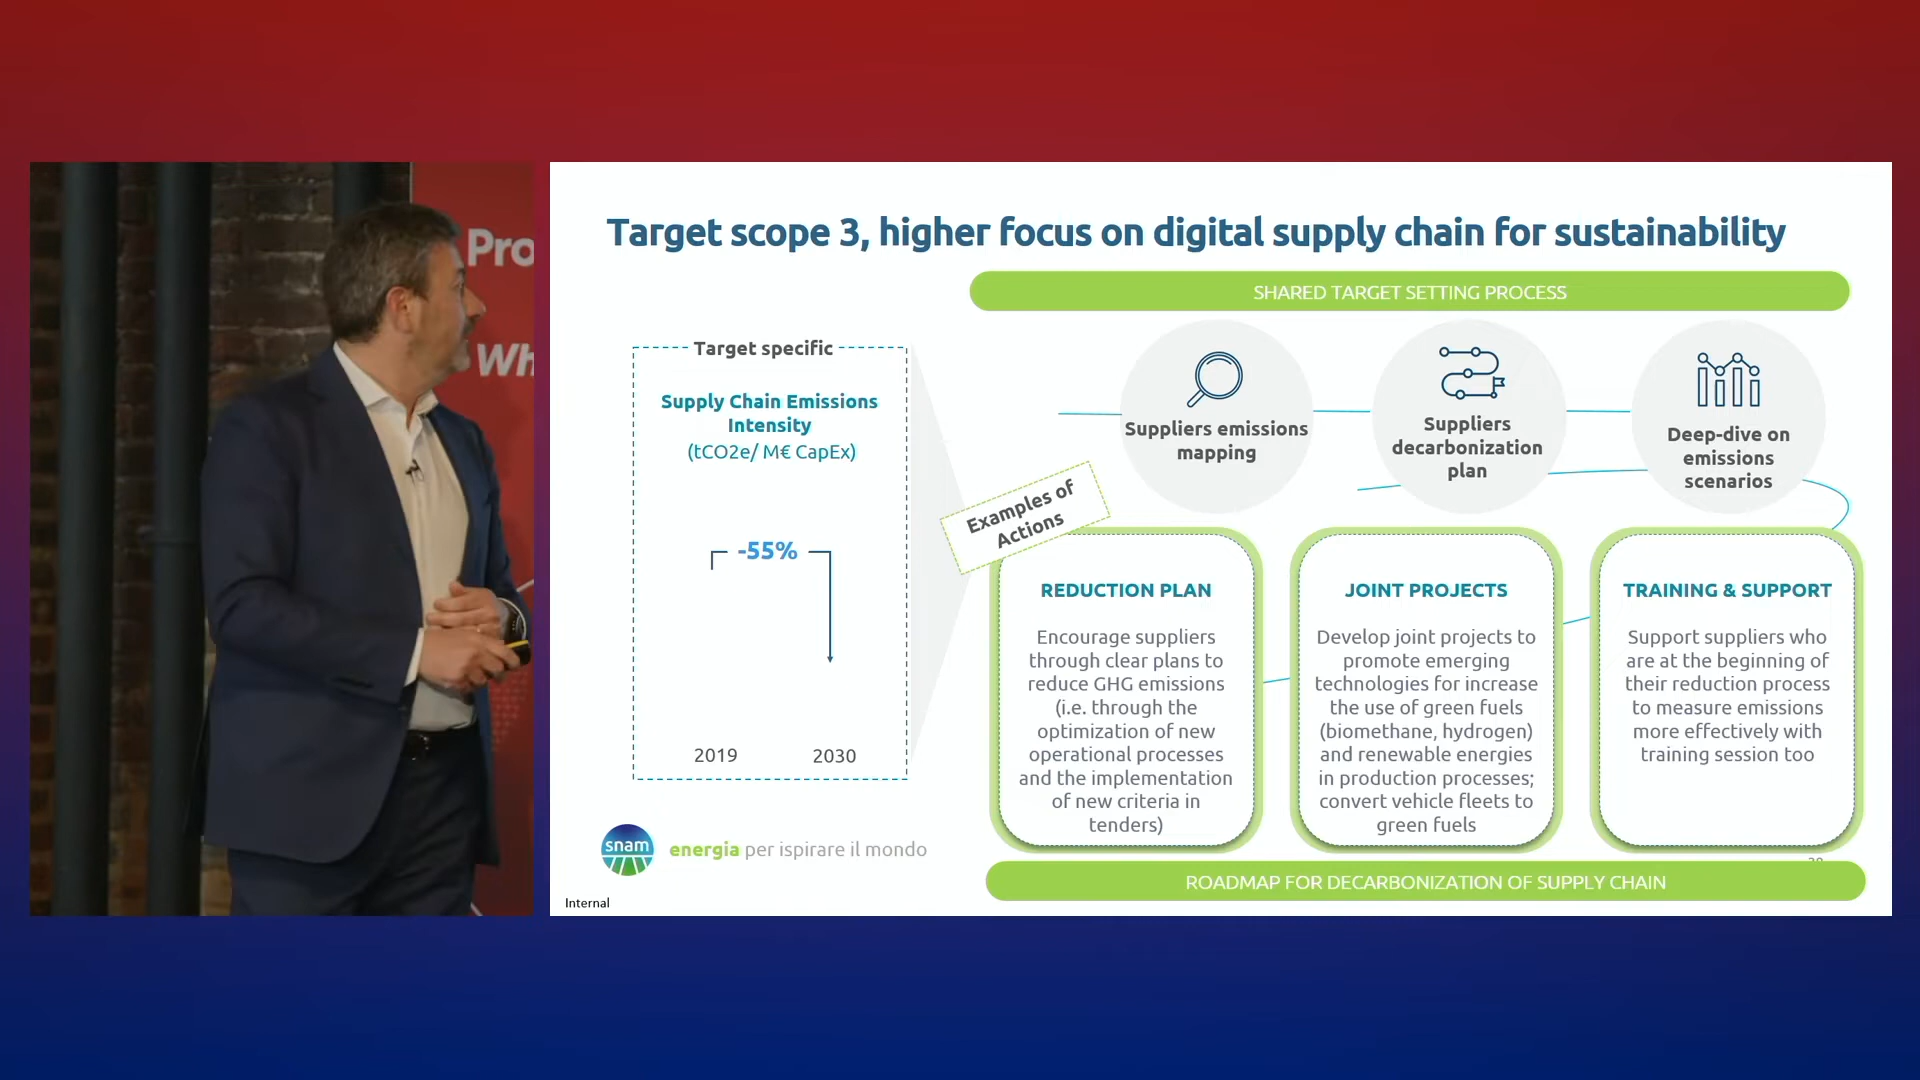 Pro
Wh
Target scope 3, higher focus on digital supply chain for sustainability
SHARED TARGET SETTING PROCESS
Target specific
Supply Chain Emissions
Intensity
(tCO2e/ M€ CapEx)
-55%
2019
2030
Suppliers emissions
mapping
Suppliers
decarbonization
plan
Deep-dive on
emissions
scenarios
Examples of
Actions
REDUCTION PLAN
Encourage suppliers
through clear plans to
reduce GHG emissions
(i.e. through the
optimization of new
operational processes
and the implementation
of new criteria in
tenders)
JOINT PROJECTS
Develop joint projects to
promote emerging
technologies for increase
the use of green fuels
(biomethane, hydrogen)
and renewable energies
in production processes;
convert vehicle fleets to
green fuels
TRAINING & SUPPORT
Support suppliers who
are at the beginning of
their reduction process
to measure emissions
more effectively with
training session too
snam
energia per ispirare il mondo
ROADMAP FOR DECARBONIZATION OF SUPPLY CHAIN
Internal